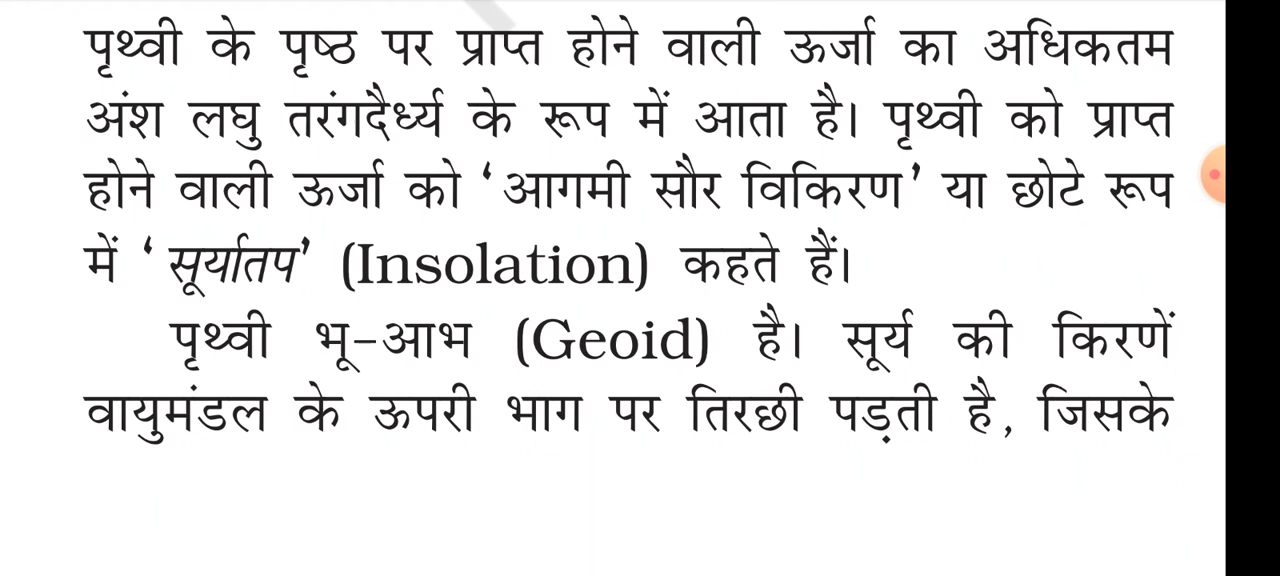 पृथ्वी के पृष्ठ पर प्राप्त होने वाली ऊर्जा का अधिकतम
अंश लघु तरंगदैर्ध्य के रूप में आता है। पृथ्वी को प्राप्त
होने वाली ऊर्जा को ‘आगमी सौर विकिरण’ या छोटे रूप
में ‘सूर्यातप’ (Insolation) कहते हैं।
पृथ्वी भू-आभ (Geoid) है। सूर्य की किरणें
वायुमंडल के ऊपरी भाग पर तिरछी पड़ती है, जिसके